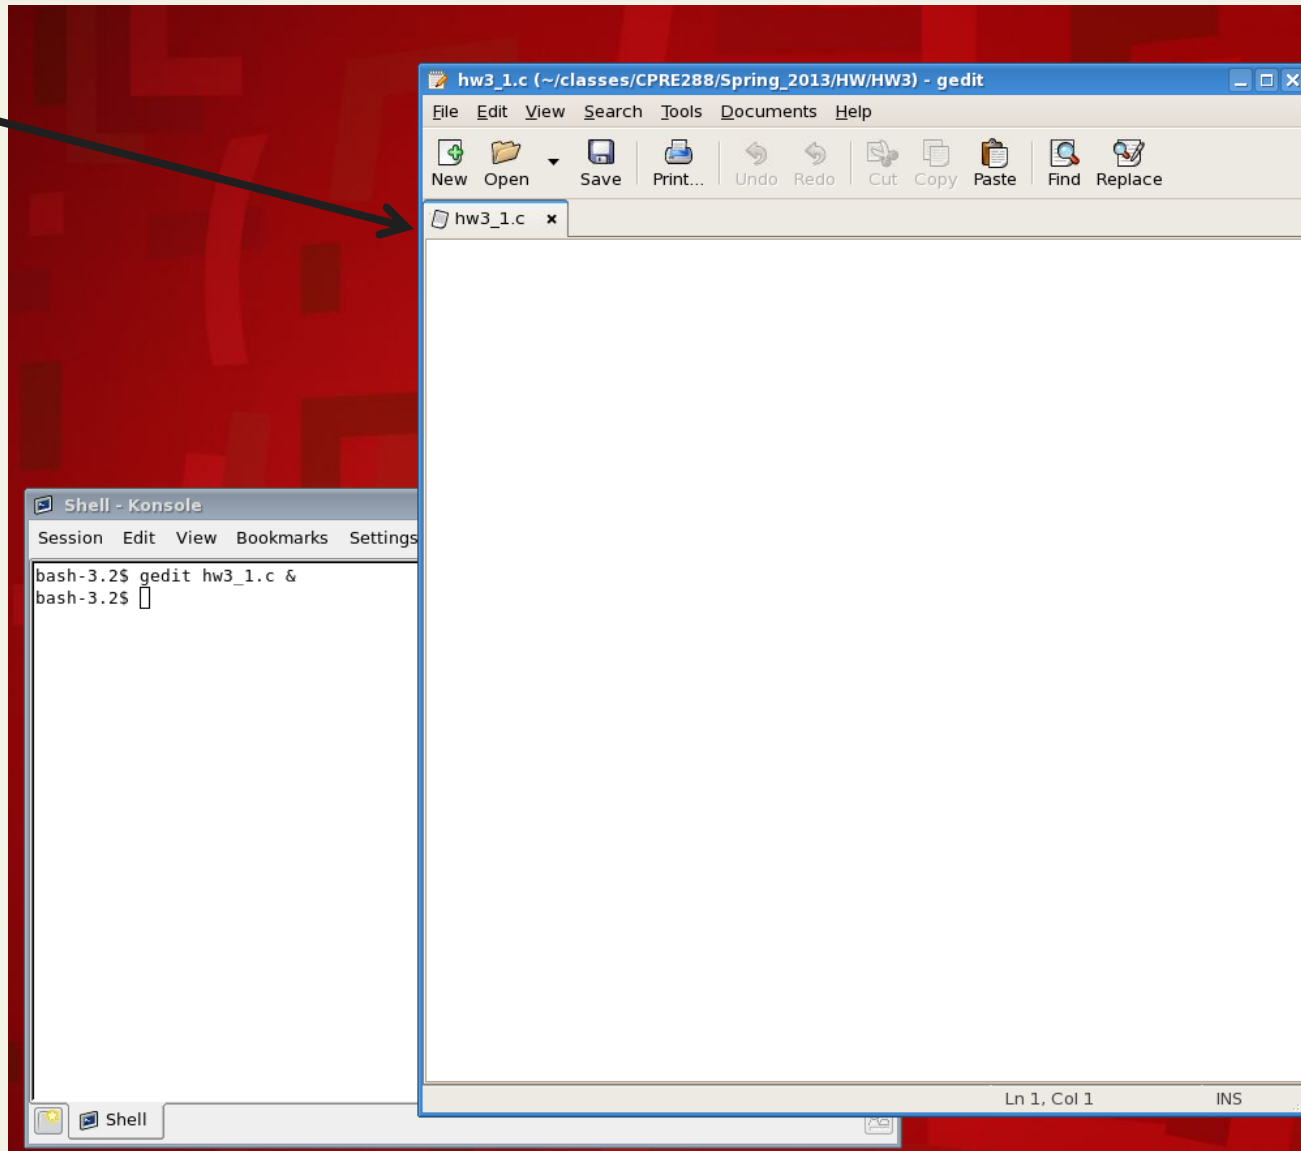 hw3_1.c (~/classes/CPRE288/Spring_2013/HW/HW3) - gedit
File Edit View Search Tools Documents Help
New Open Save Print... Undo Redo Cut Copy Paste Find Replace
hw3_1.c
Shell - Konsole
Session Edit View Bookmarks Settings
bash-3.2$ gedit hw3_1.c &
bash-3.2$
Ln 1, Col 1 INS
Shell